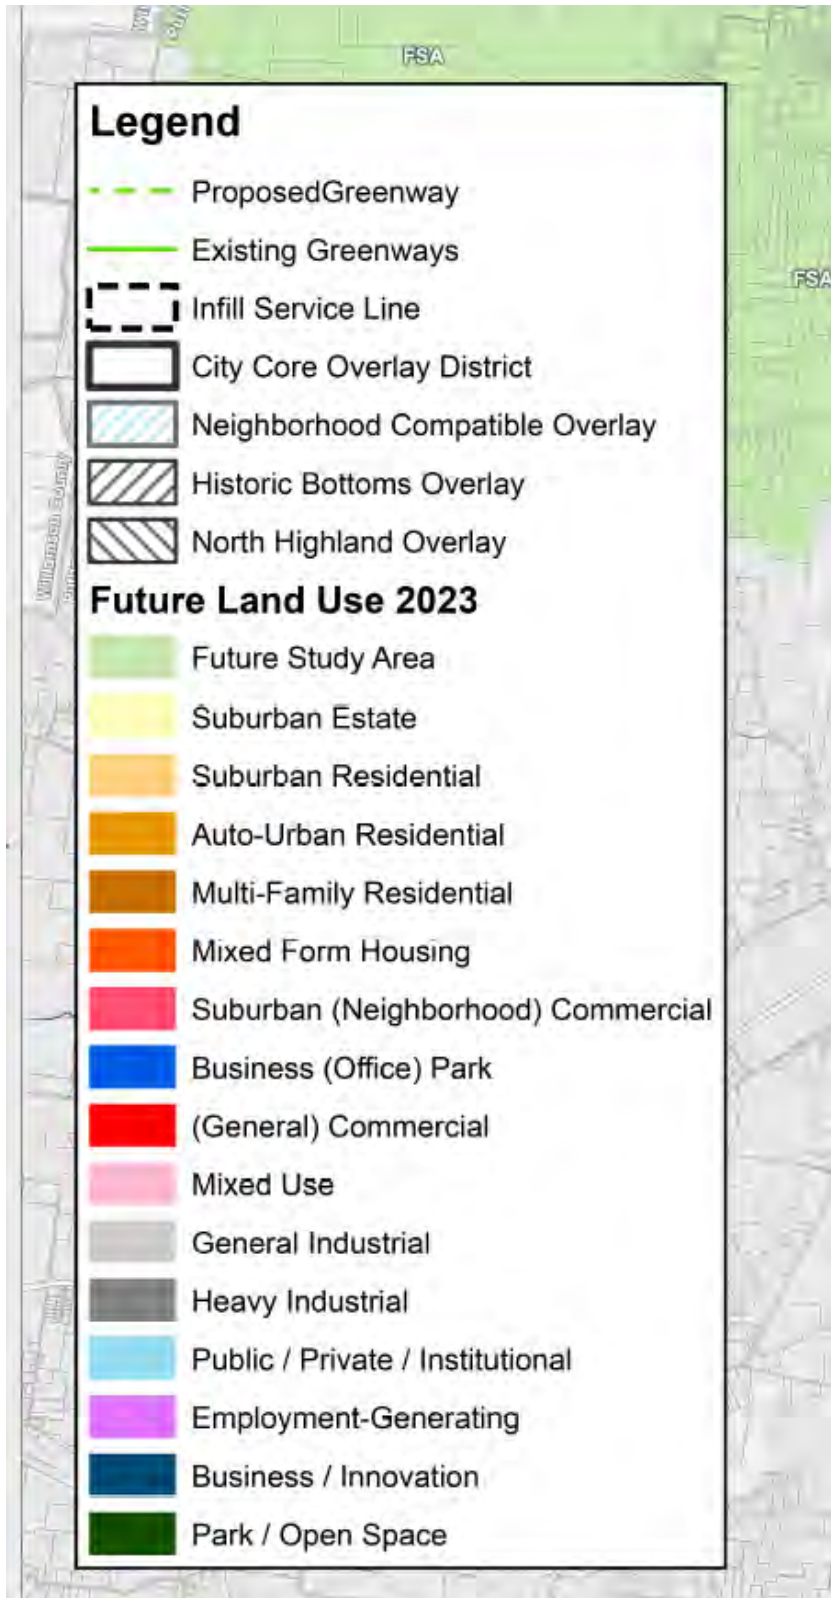 FSA
Legend
ProposedGreenway
Existing Greenways
FSA
Infill Service Line
City Core Overlay District
Neighborhood Compatible Overlay
Historic Bottoms Overlay
Williamson County
North Highland Overlay
Future Land Use 2023
Future Study Area
Suburban Estate
Suburban Residential
Auto-Urban Residential
Multi-Family Residential
Mixed Form Housing
Suburban (Neighborhood) Commercial
Business (Office) Park
(General) Commercial
Mixed Use
General Industrial
Heavy Industrial
Public / Private / Institutional
Employment-Generating
Business / Innovation
Park / Open Space